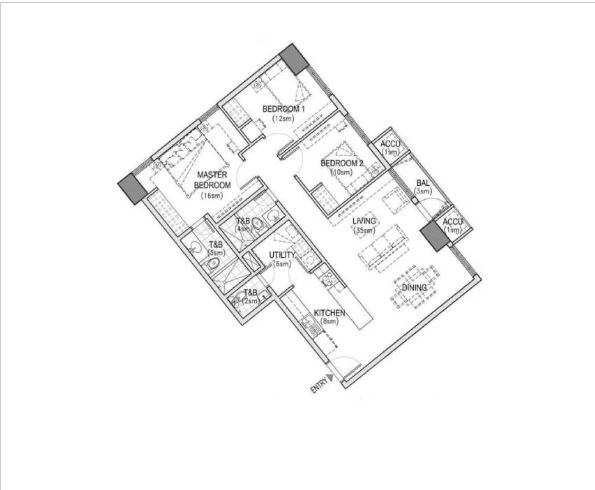 BEDROOM 1
(12sm)
MASTER
BEDROOM
(16sm)
BEDROOM 2
(10sm)
ACCU
(1sm)
BAL
(3sm)
ACCU
(1sm)
LIVING
(35sm)
T&B
(4sm)
T&B
(5sm)
UTILITY
(6sm)
T&B
(2sm)
DINING
KITCHEN
(8sm)
ENTRY